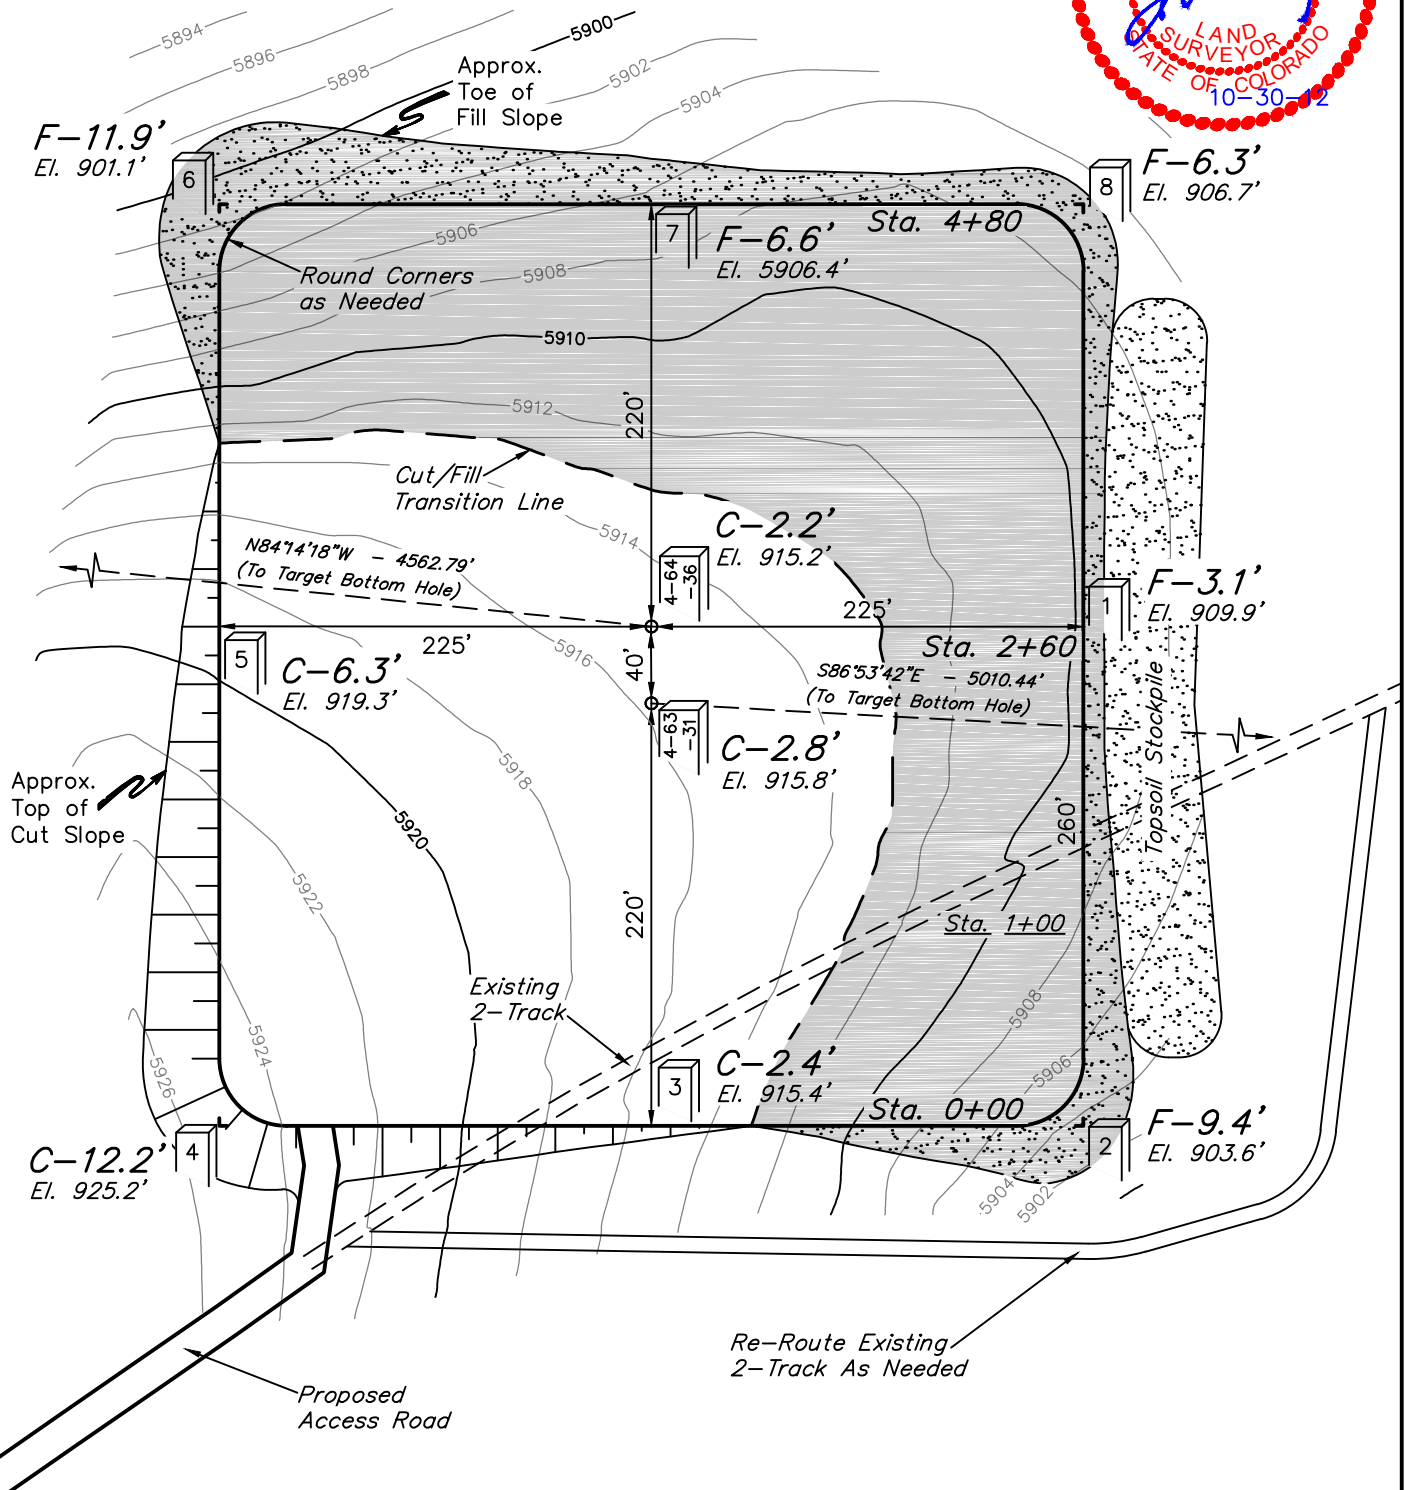 LAND
SURVEYOR
STATE OF COLORADO
10-30-12
5894
5896
5898
5900
5902
5904
Approx.
Toe of
Fill Slope
F-11.9'
El. 901.1'
6
8
F-6.3'
El. 906.7'
7
F-6.6'
El. 5906.4'
Sta. 4+80
5906
5908
Round Corners
as Needed
5910
5912
220'
Cut/Fill
Transition Line
5914
C-2.2'
El. 915.2'
4-64
-36
N84°14'18"W - 4562.79'
(To Target Bottom Hole)
1
F-3.1'
El. 909.9'
225'
225'
Sta. 2+60
5
C-6.3'
El. 919.3'
5916
40'
S86°53'42"E - 5010.44'
(To Target Bottom Hole)
4-63
-31
C-2.8'
El. 915.8'
5918
Topsoil Stockpile
Approx.
Top of
Cut Slope
5920
260'
5922
220'
Sta. 1+00
Existing
2-Track
5908
5924
5926
5906
3
C-2.4'
El. 915.4'
Sta. 0+00
2
F-9.4'
El. 903.6'
4
C-12.2'
El. 925.2'
5904
5902
Re-Route Existing
2-Track As Needed
Proposed
Access Road